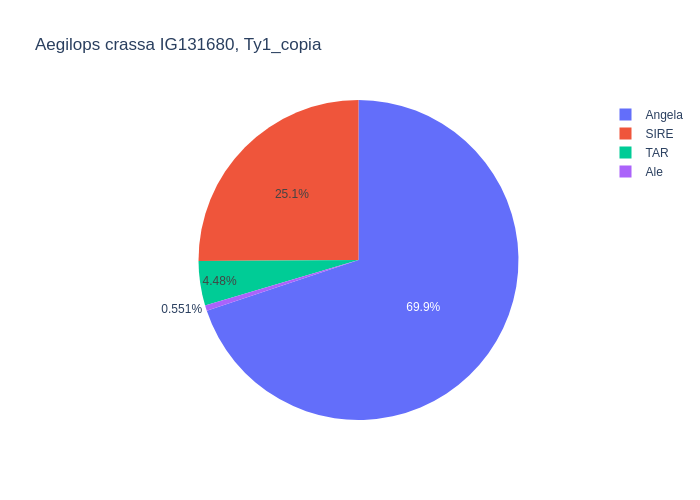 Aegilops crassa IG131680, Ty1_copia
Angela
SIRE
TAR
Ale
25.1%
4.48%
0.551%
69.9%